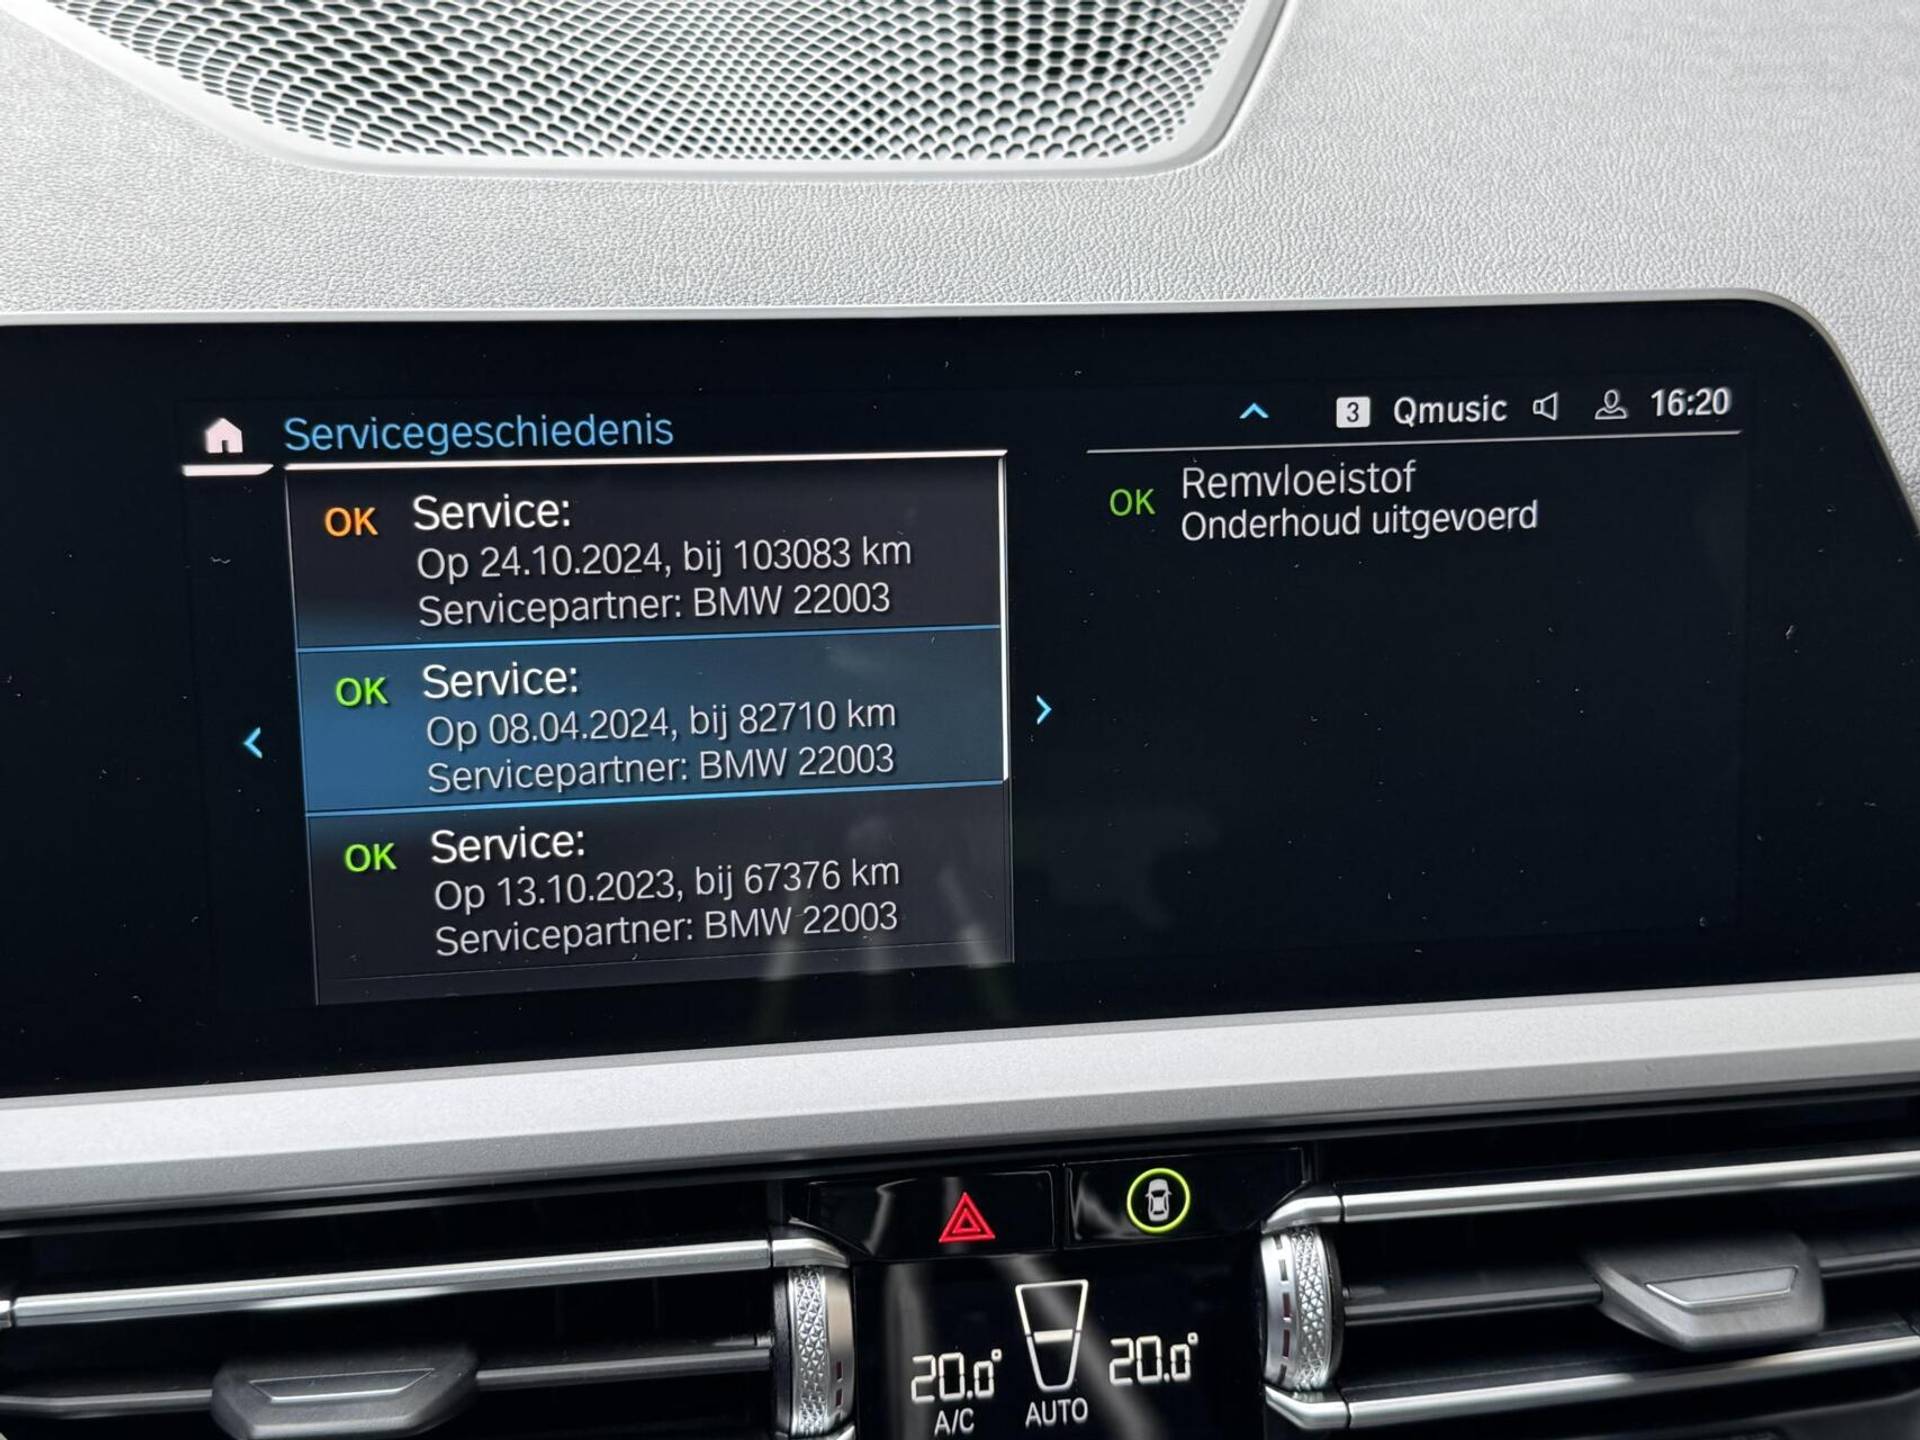 Servicegeschiedenis
3 Qmusic 16:20
OK Service:
Op 24.10.2024, bij 103083 km
Servicepartner: BMW 22003
OK Service:
Op 08.04.2024, bij 82710 km
Servicepartner: BMW 22003
OK Service:
Op 13.10.2023, bij 67376 km
Servicepartner: BMW 22003
OK Remvloeistof
Onderhoud uitgevoerd
20.0° 20.0°
A/C AUTO